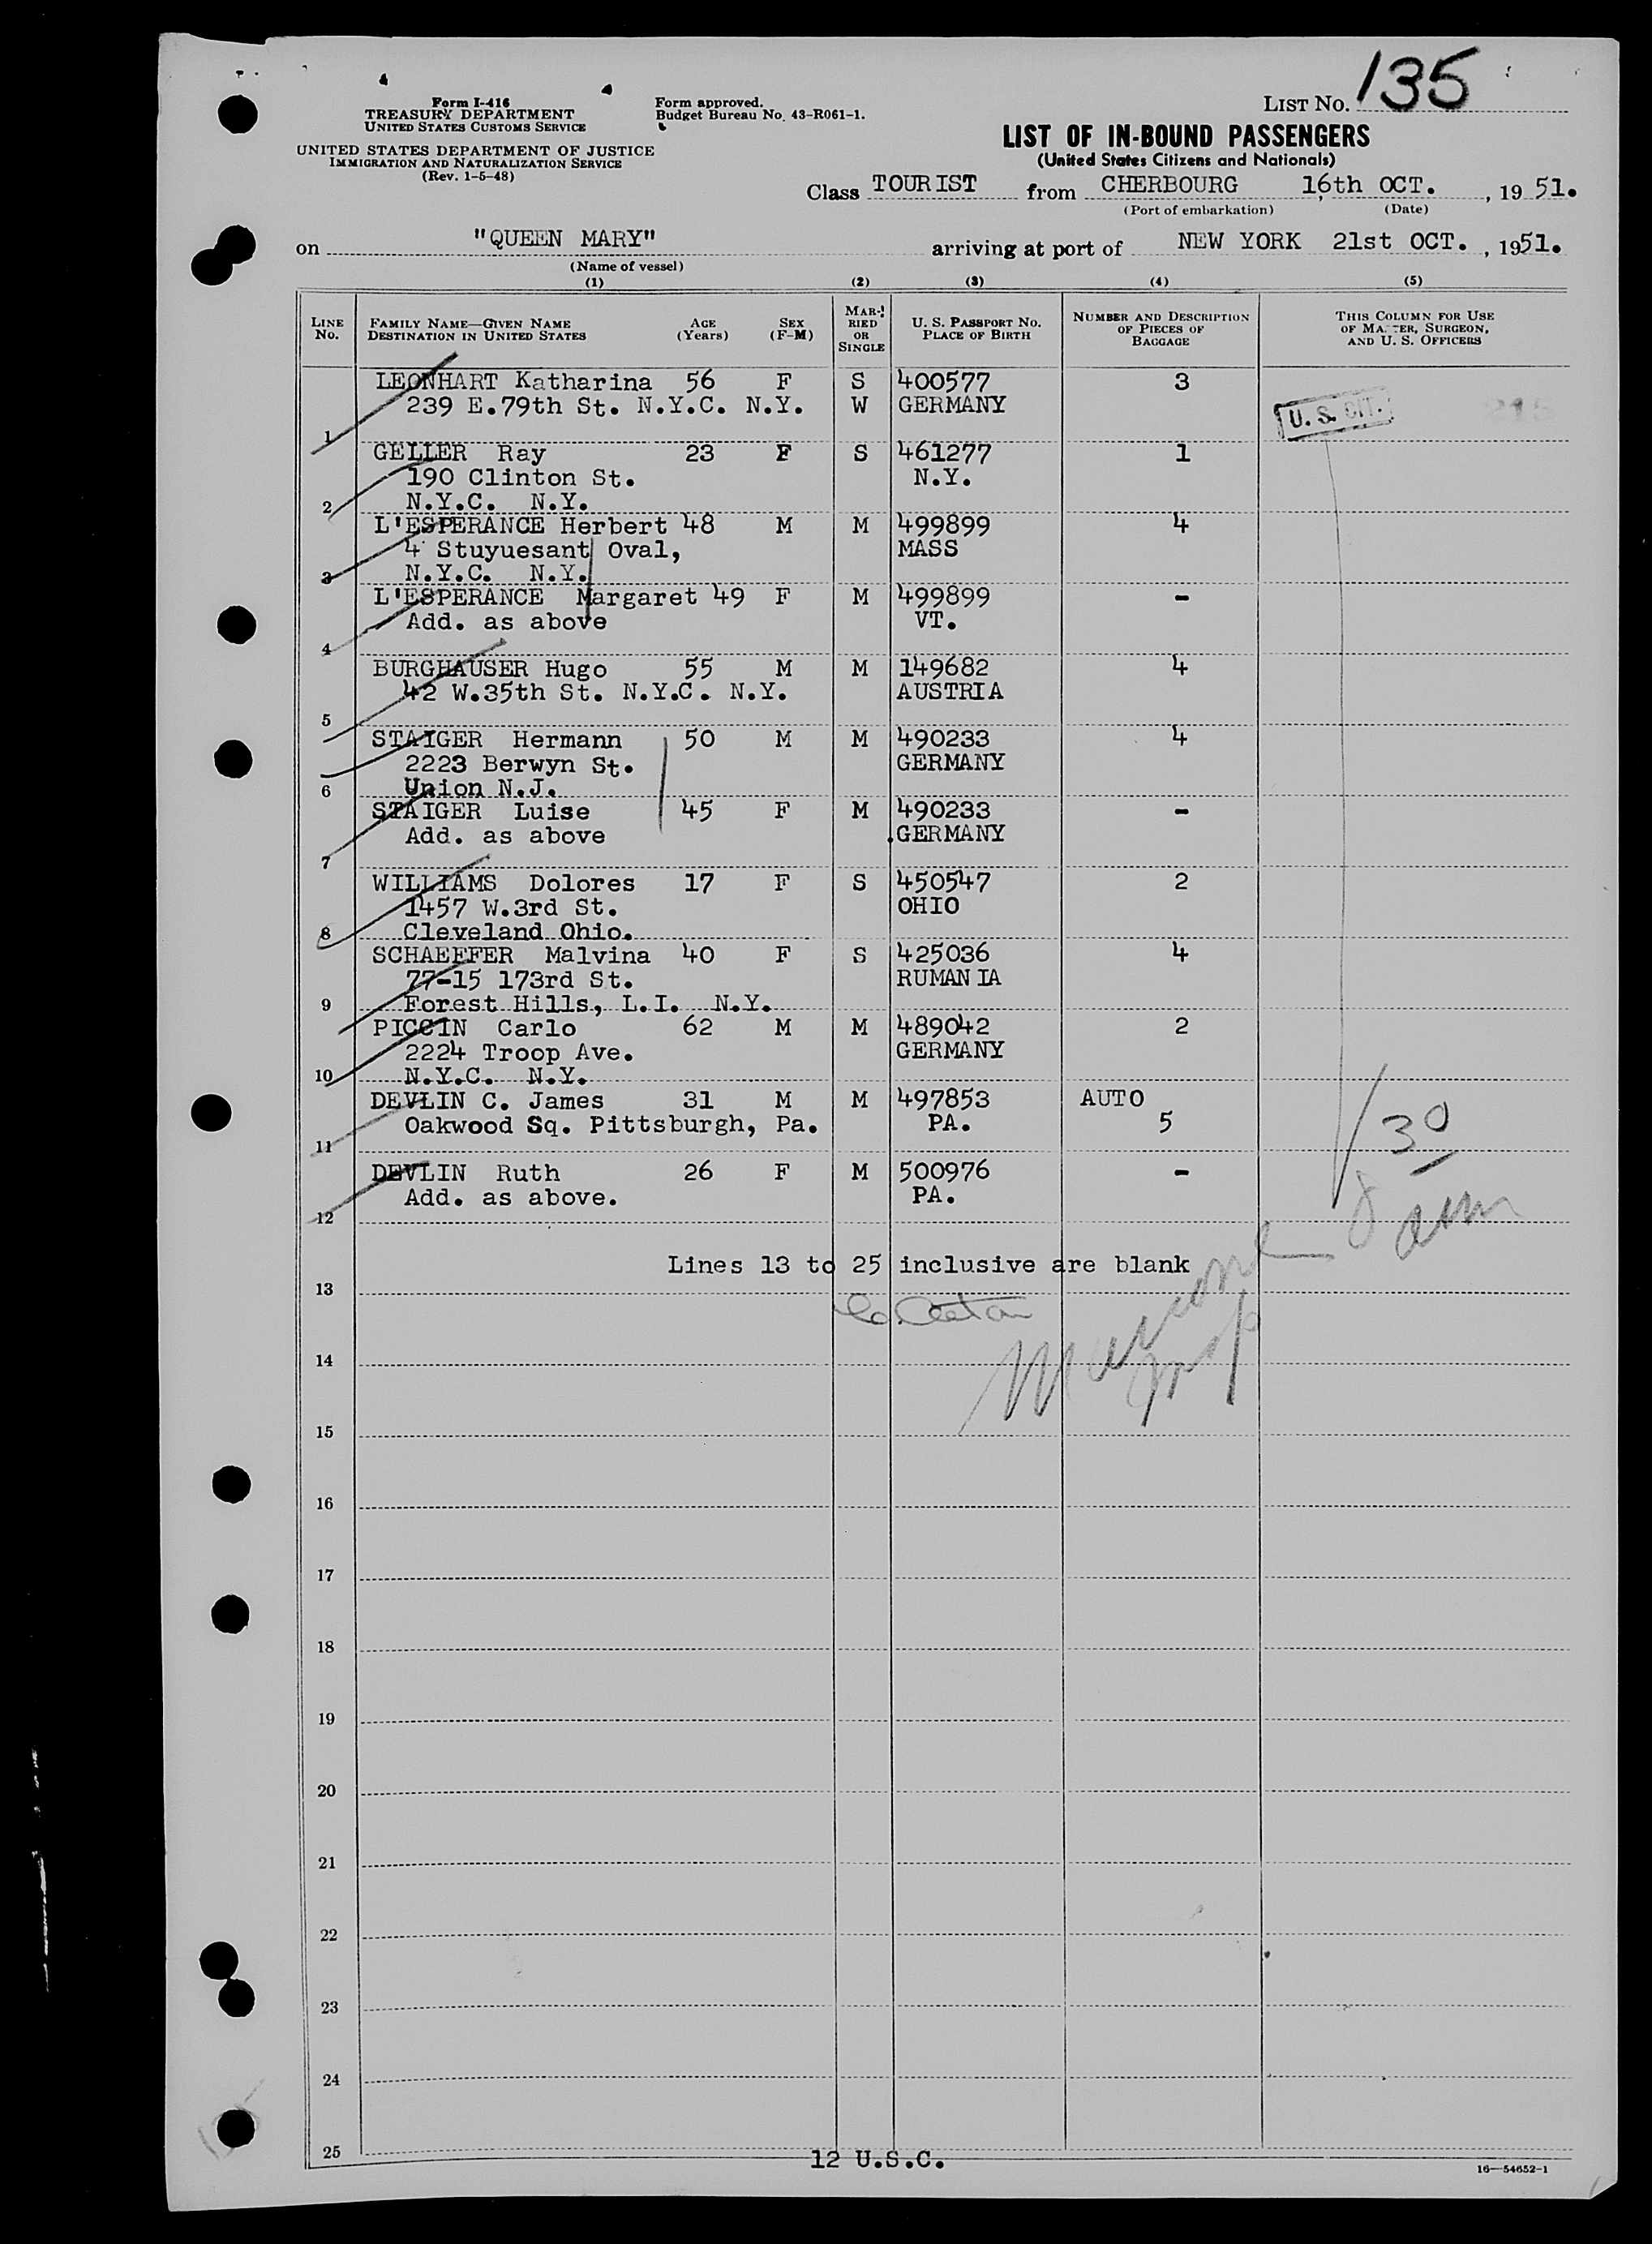 LIST NO. 135
Form I-416
TREASURY DEPARTMENT
UNITED STATES CUSTOMS SERVICE
Form approved.
Budget Bureau No. 43-R061-1.
UNITED STATES DEPARTMENT OF JUSTICE
IMMIGRATION AND NATURALIZATION SERVICE
(Rev. 1-5-48)
LIST OF IN-BOUND PASSENGERS
(United States Citizens and Nationals)
Class TOURIST from CHERBOURG 16th OCT., 19 51.
(Port of embarkation) (Date)
on "QUEEN MARY" arriving at port of NEW YORK 21st OCT., 1951.
(Name of vessel)
(1) (2) (3) (4) (5)
LINE No. FAMILY NAME—GIVEN NAME DESTINATION IN UNITED STATES AGE (Years) SEX (F-M) MARRIED OR SINGLE U. S. PASSPORT NO. PLACE OF BIRTH NUMBER AND DESCRIPTION OF PIECES OF BAGGAGE THIS COLUMN FOR USE OF MASTER, SURGEON, AND U. S. OFFICERS
LEONHART Katharina 56 F S 400577 3
239 E.79th St. N.Y.C. N.Y. W GERMANY U. S. CIT. 215
1
GELLER Ray 23 F S 461277 1
190 Clinton St. N.Y.
2 N.Y.C. N.Y.
L'ESPERANCE Herbert 48 M M 499899 4
4 Stuyuesant Oval, MASS
3 N.Y.C. N.Y.
L'ESPERANCE Margaret 49 F M 499899 -
Add. as above VT.
4
BURGHAUSER Hugo 55 M M 149682 4
42 W.35th St. N.Y.C. N.Y. AUSTRIA
5
STAIGER Hermann 50 M M 490233 4
2223 Berwyn St. GERMANY
6 Union N.J.
STAIGER Luise 45 F M 490233 -
Add. as above GERMANY
7
WILLIAMS Dolores 17 F S 450547 2
1457 W.3rd St. OHIO
8 Cleveland Ohio.
SCHAEFFER Malvina 40 F S 425036 4
77-15 173rd St. RUMANIA
9 Forest Hills, L.I. N.Y.
PICCIN Carlo 62 M M 489042 2
2224 Troop Ave. GERMANY
10 N.Y.C. N.Y.
DEVLIN C. James 31 M M 497853 AUTO
Oakwood Sq. Pittsburgh, Pa. PA. 5 30
11
DEVLIN Ruth 26 F M 500976 -
Add. as above. PA.
12
Lines 13 to 25 inclusive are blank
13
14
15
16
17
18
19
20
21
22
23
24
25
12 U.S.C.
16—54652-1